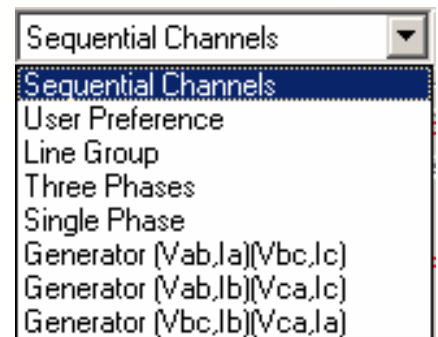 Sequential Channels
Sequential Channels
User Preference
Line Group
Three Phases
Single Phase
Generator (Vab,Ia)(Vbc,Ic)
Generator (Vab,Ib)(Vca,Ic)
Generator (Vbc,Ib)(Vca,Ia)